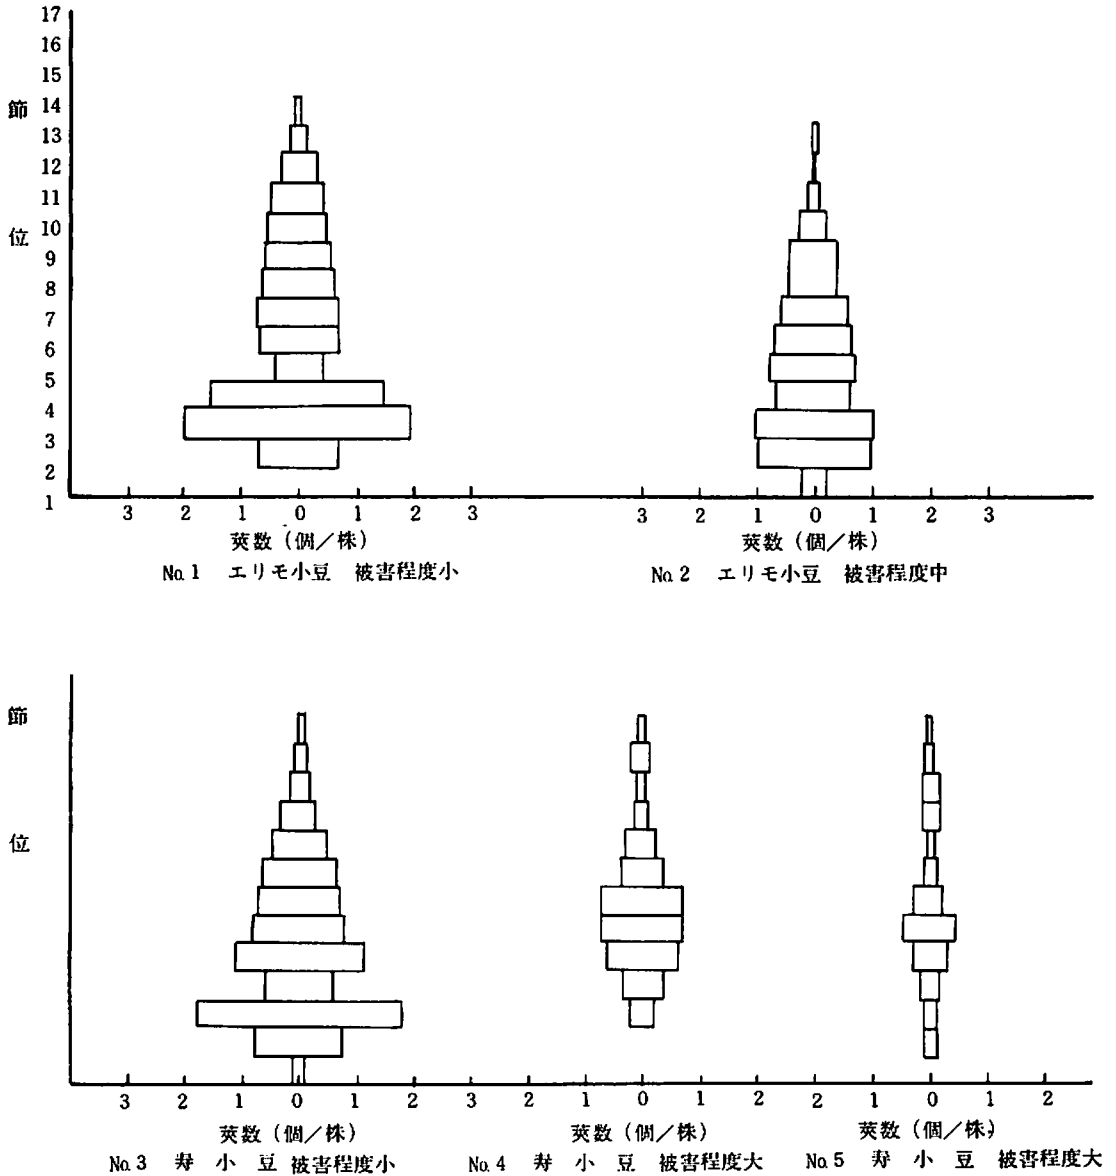 17
16
15
節 14
13
12
11
位 10
9
8
7
6
5
4
3
2
1
3 2 1 0 1 2 3
莢数(個/株)
No.1 エリモ小豆 被害程度小
3 2 1 0 1 2 3
莢数(個/株)
No.2 エリモ小豆 被害程度中
節
位
3 2 1 0 1 2 3
莢数(個/株)
No.3 寿小豆 被害程度小
3 2 1 0 1 2
莢数(個/株)
No.4 寿小豆 被害程度大
2 1 0 1 2
莢数(個/株)
No.5 寿小豆 被害程度大